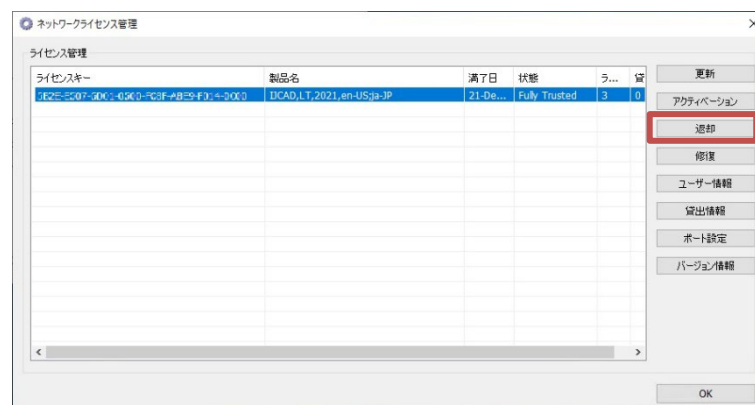 ネットワークライセンス管理
ライセンス管理
ライセンスキー 製品名 満了日 状態 ラ... 貸
IJCAD,LT,2021,en-US;ja-JP 21-De... Fully Trusted 3 0
更新
アクティベーション
返却
修復
ユーザー情報
貸出情報
ポート設定
バージョン情報
OK